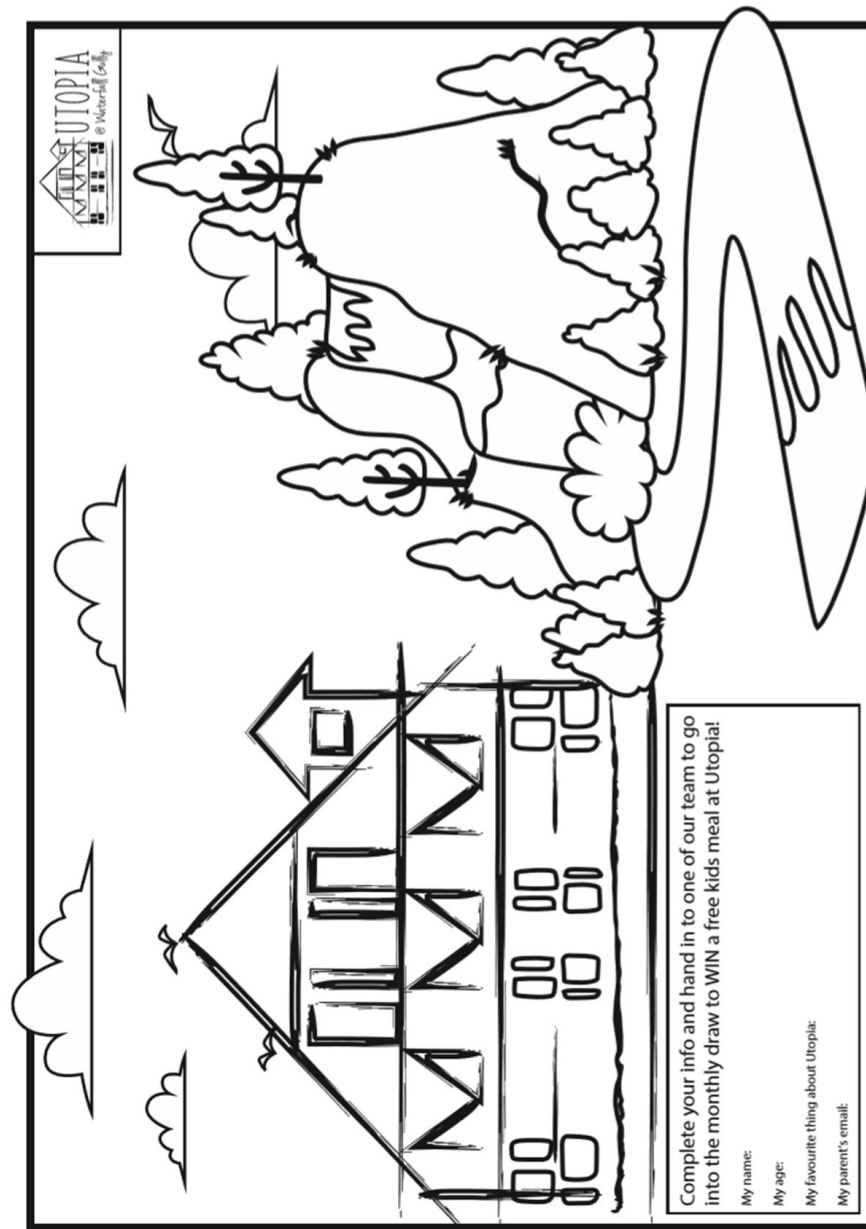 UTOPIA
@ Waterfall Gully
Complete your info and hand in to one of our team to go
into the monthly draw to WIN a free kids meal at Utopia!
My name:
My age:
My favourite thing about Utopia:
My parent's email: